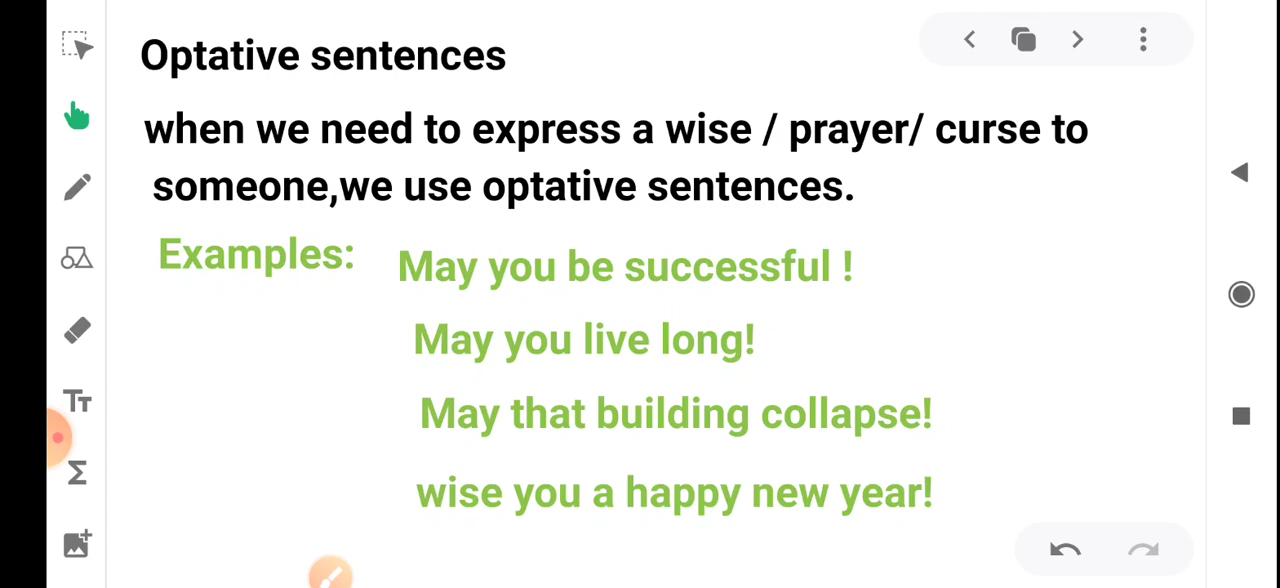 Optative sentences
when we need to express a wise / prayer/ curse to
someone,we use optative sentences.
Examples:
May you be successful !
May you live long!
May that building collapse!
wise you a happy new year!